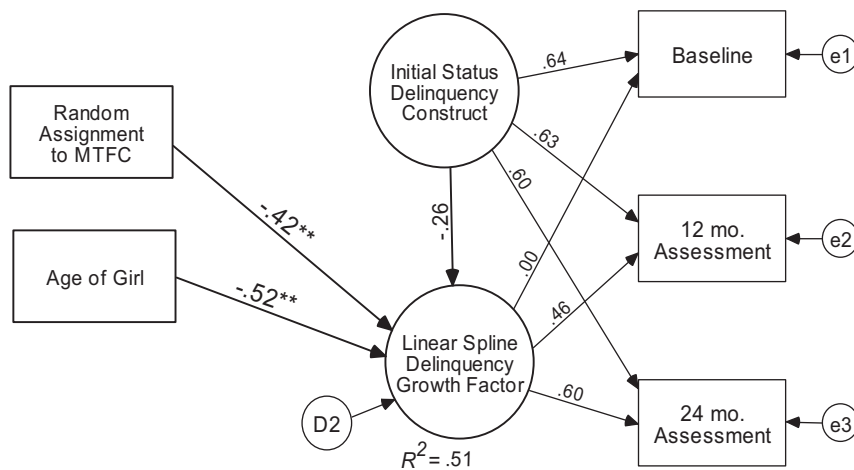 Random
Assignment
to MTFC
Age of Girl
Initial Status
Delinquency
Construct
Linear Spline
Delinquency
Growth Factor
D2
R² = .51
-.42**
-.52**
-.26
.64
.63
.60
.00
.46
.60
Baseline
12 mo.
Assessment
24 mo.
Assessment
e1
e2
e3